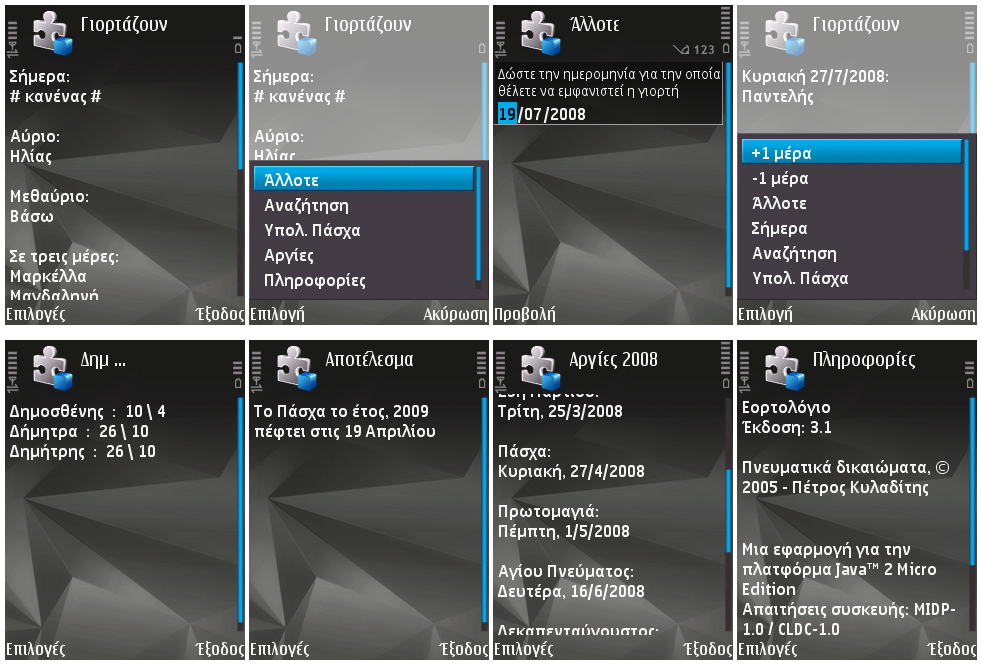 Γιορτάζουν
Σήμερα:
# κανένας #
Αύριο:
Ηλίας
Μεθαύριο:
Βάσω
Σε τρεις μέρες:
Μαρκέλλα
Μαγδαληνή
Επιλογές Έξοδος
Γιορτάζουν
Σήμερα:
# κανένας #
Αύριο:
Ηλίας
Άλλοτε
Αναζήτηση
Υπολ. Πάσχα
Αργίες
Πληροφορίες
Επιλογή Ακύρωση
Άλλοτε
123
Δώστε την ημερομηνία για την οποία
θέλετε να εμφανιστεί η γιορτή
19/07/2008
Προβολή
Γιορτάζουν
Κυριακή 27/7/2008:
Παντελής
+1 μέρα
-1 μέρα
Άλλοτε
Σήμερα
Αναζήτηση
Υπολ. Πάσχα
Επιλογή Ακύρωση
Δημ ...
Δημοσθένης : 10 \ 4
Δήμητρα : 26 \ 10
Δημήτρης : 26 \ 10
Επιλογές Έξοδος
Αποτέλεσμα
Το Πάσχα το έτος, 2009
πέφτει στις 19 Απριλίου
Επιλογές Έξοδος
Αργίες 2008
25η Μαρτίου:
Τρίτη, 25/3/2008
Πάσχα:
Κυριακή, 27/4/2008
Πρωτομαγιά:
Πέμπτη, 1/5/2008
Αγίου Πνεύματος:
Δευτέρα, 16/6/2008
Δεκαπενταύγουστος:
Επιλογές Έξοδος
Πληροφορίες
Εορτολόγιο
Έκδοση: 3.1
Πνευματικά δικαιώματα, ©
2005 - Πέτρος Κυλαδίτης
Μια εφαρμογή για την
πλατφόρμα Java™ 2 Micro
Edition
Απαιτήσεις συσκευής: MIDP-
1.0 / CLDC-1.0
Επιλογές Έξοδος